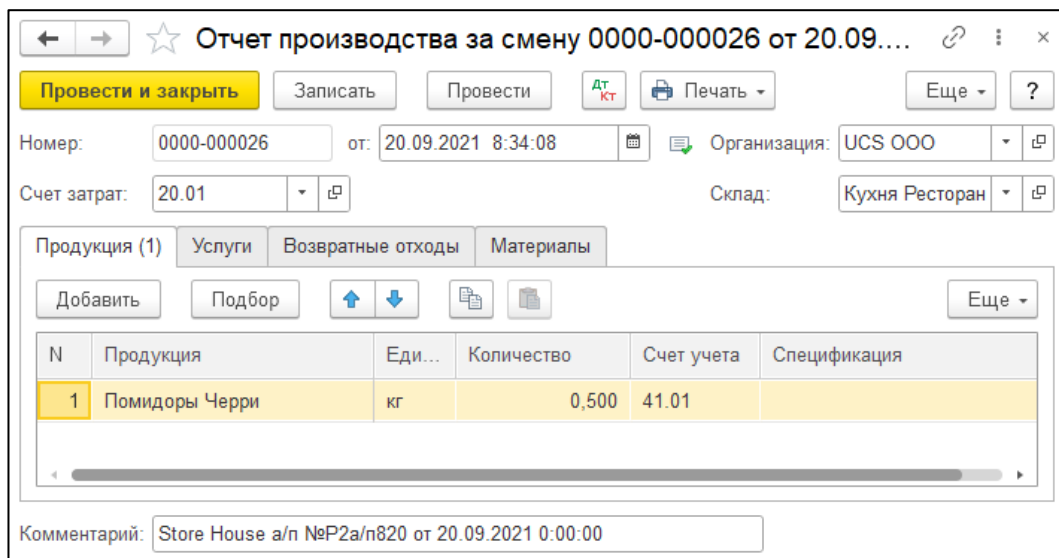 Отчет производства за смену 0000-000026 от 20.09....
Провести и закрыть Записать Провести Дт Кт Печать Еще ?
Номер: 0000-000026 от: 20.09.2021 8:34:08 Организация: UCS ООО
Счет затрат: 20.01 Склад: Кухня Ресторан
Продукция (1) Услуги Возвратные отходы Материалы
Добавить Подбор Еще
N Продукция Еди... Количество Счет учета Спецификация
1 Помидоры Черри кг 0,500 41.01
Комментарий: Store House а/п №Р2а/п820 от 20.09.2021 0:00:00